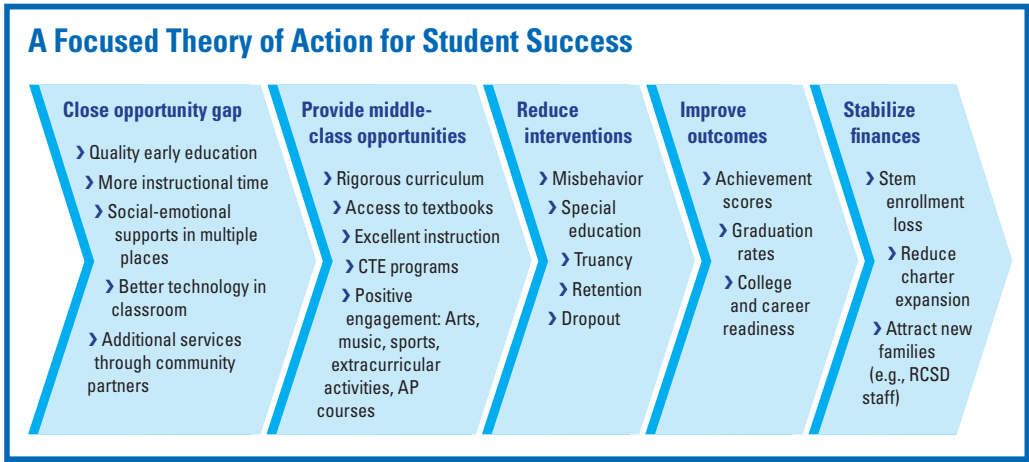 A Focused Theory of Action for Student Success
Close opportunity gap
❯ Quality early education
❯ More instructional time
❯ Social-emotional
supports in multiple
places
❯ Better technology in
classroom
❯ Additional services
through community
partners
Provide middle-
class opportunities
❯ Rigorous curriculum
❯ Access to textbooks
❯ Excellent instruction
❯ CTE programs
❯ Positive
engagement: Arts,
music, sports,
extracurricular
activities, AP
courses
Reduce
interventions
❯ Misbehavior
❯ Special
education
❯ Truancy
❯ Retention
❯ Dropout
Improve
outcomes
❯ Achievement
scores
❯ Graduation
rates
❯ College
and career
readiness
Stabilize
finances
❯ Stem
enrollment
loss
❯ Reduce
charter
expansion
❯ Attract new
families
(e.g., RCSD
staff)